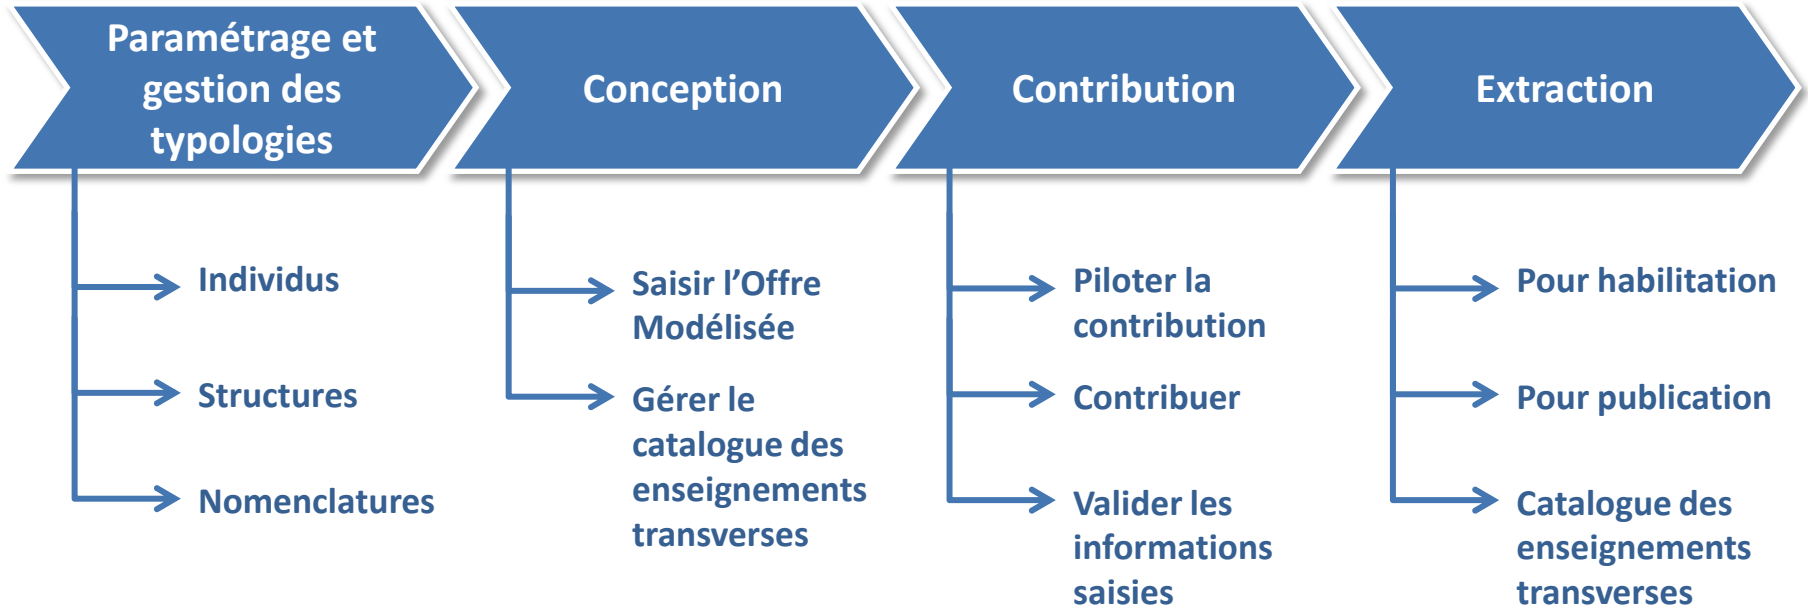 Paramétrage et
gestion des
typologies
Individus
Structures
Nomenclatures
Conception
Saisir l’Offre
Modélisée
Gérer le
catalogue des
enseignements
transverses
Contribution
Piloter la
contribution
Contribuer
Valider les
informations
saisies
Extraction
Pour habilitation
Pour publication
Catalogue des
enseignements
transverses